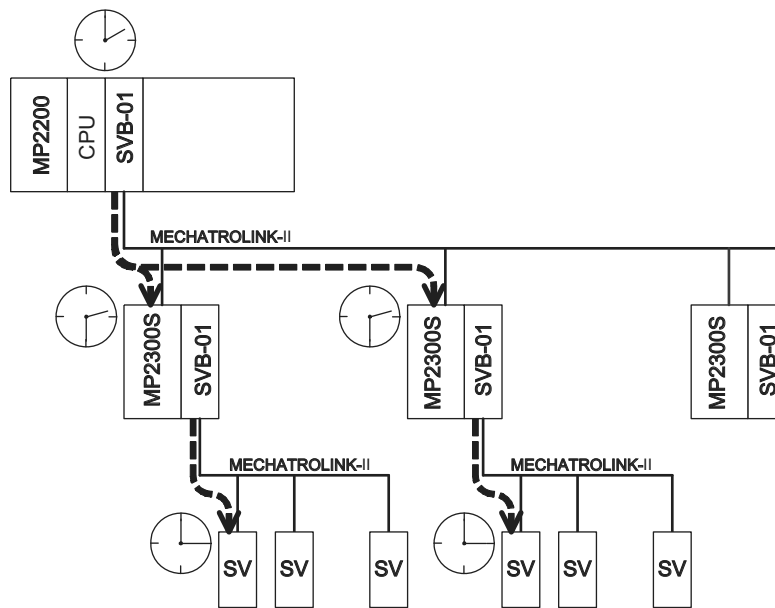 MP2200
CPU
SVB-01
MECHATROLINK-II
MP2300S
SVB-01
MP2300S
SVB-01
MP2300S
SVB-01
MECHATROLINK-II
MECHATROLINK-II
SV
SV
SV
SV
SV
SV